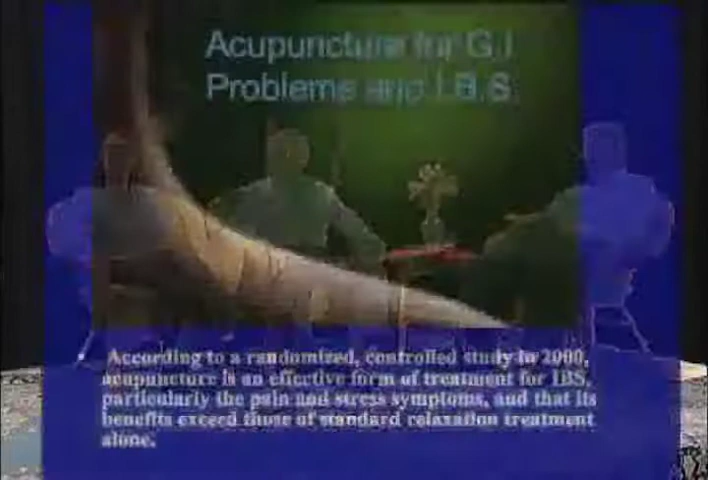 Acupuncture for G.I.
Problems and I.B.S.
According to a randomized, controlled study in 2000,
acupuncture is an effective form of treatment for IBS,
particularly the pain and stress symptoms, and that its
benefits exceed those of standard relaxation treatment
alone.